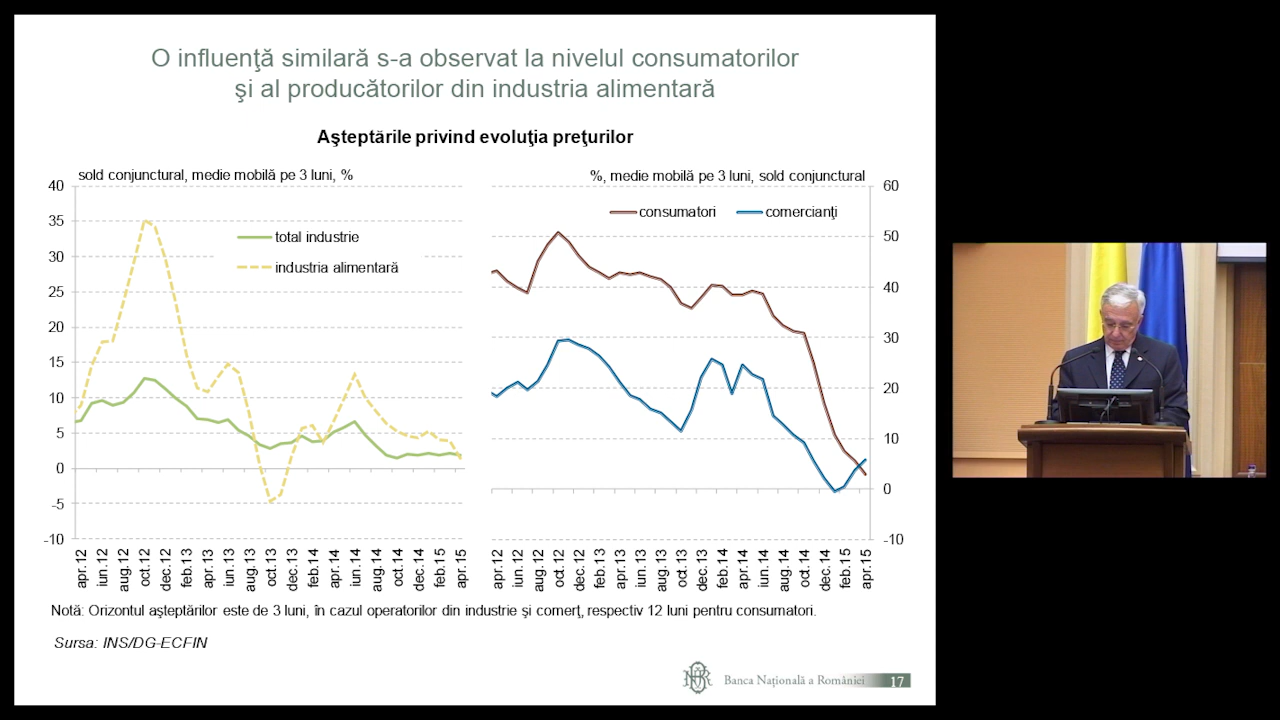 O influenţă similară s-a observat la nivelul consumatorilor
şi al producătorilor din industria alimentară
Aşteptările privind evoluţia preţurilor
sold conjunctural, medie mobilă pe 3 luni, %
40
35
30
25
20
15
10
5
0
-5
-10
total industrie
industria alimentară
apr.12
iun.12
aug.12
oct.12
dec.12
feb.13
apr.13
iun.13
aug.13
oct.13
dec.13
feb.14
apr.14
iun.14
aug.14
oct.14
dec.14
feb.15
apr.15
%, medie mobilă pe 3 luni, sold conjunctural
consumatori
comercianţi
60
50
40
30
20
10
0
-10
apr.12
iun.12
aug.12
oct.12
dec.12
feb.13
apr.13
iun.13
aug.13
oct.13
dec.13
feb.14
apr.14
iun.14
aug.14
oct.14
dec.14
feb.15
apr.15
Notă: Orizontul aşteptărilor este de 3 luni, în cazul operatorilor din industrie şi comerţ, respectiv 12 luni pentru consumatori.
Sursa: INS/DG-ECFIN
Banca Naţională a României
17